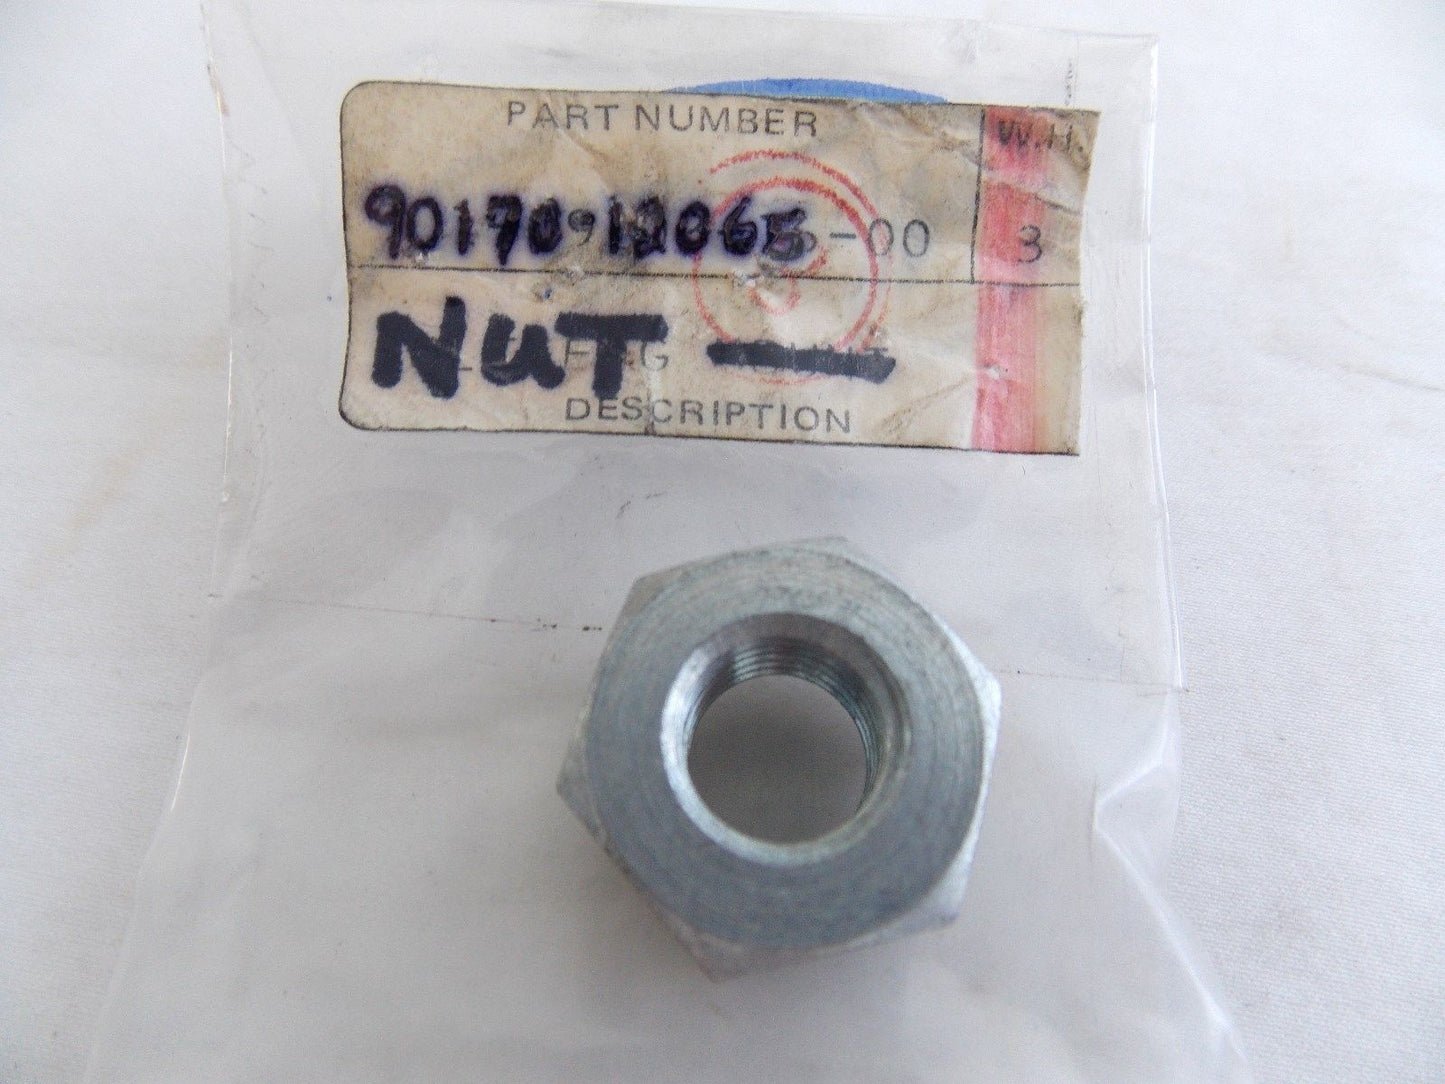 PART NUMBER W.H.
90170-12065-00 3
NUT
DESCRIPTION